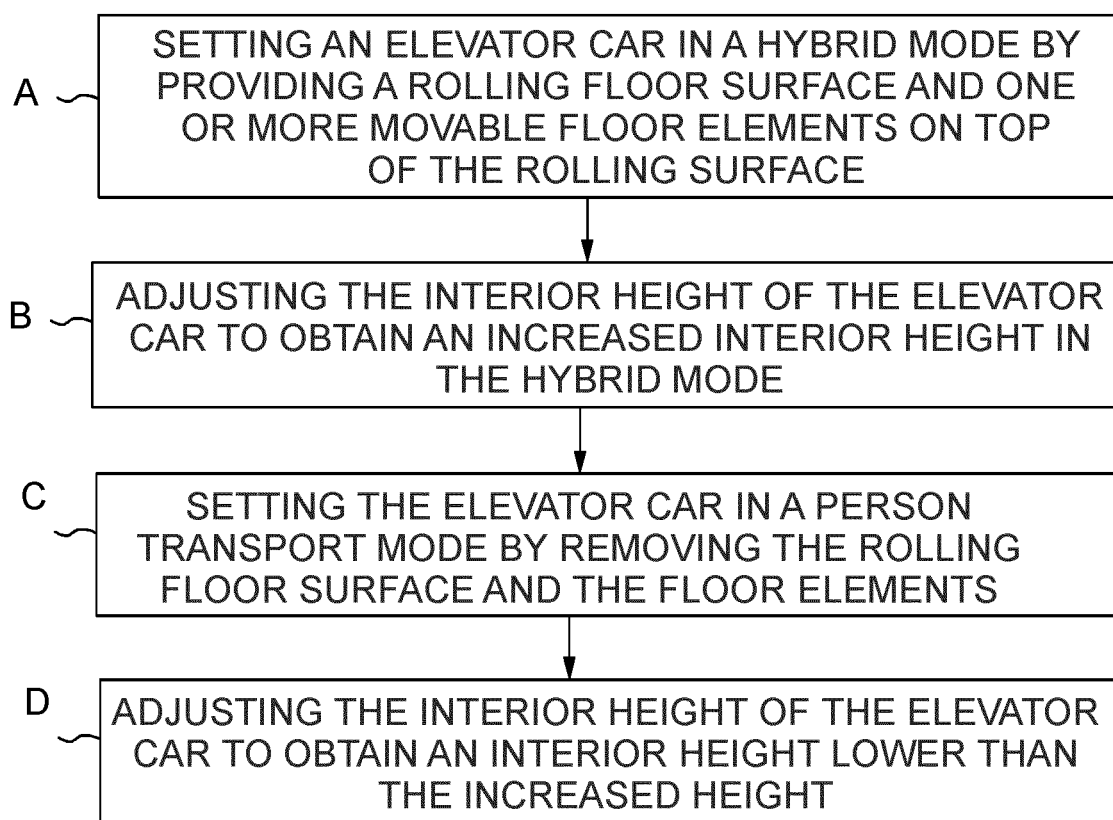 A
SETTING AN ELEVATOR CAR IN A HYBRID MODE BY
PROVIDING A ROLLING FLOOR SURFACE AND ONE
OR MORE MOVABLE FLOOR ELEMENTS ON TOP
OF THE ROLLING SURFACE
B
ADJUSTING THE INTERIOR HEIGHT OF THE ELEVATOR
CAR TO OBTAIN AN INCREASED INTERIOR HEIGHT IN
THE HYBRID MODE
C
SETTING THE ELEVATOR CAR IN A PERSON
TRANSPORT MODE BY REMOVING THE ROLLING
FLOOR SURFACE AND THE FLOOR ELEMENTS
D
ADJUSTING THE INTERIOR HEIGHT OF THE ELEVATOR
CAR TO OBTAIN AN INTERIOR HEIGHT LOWER THAN
THE INCREASED HEIGHT